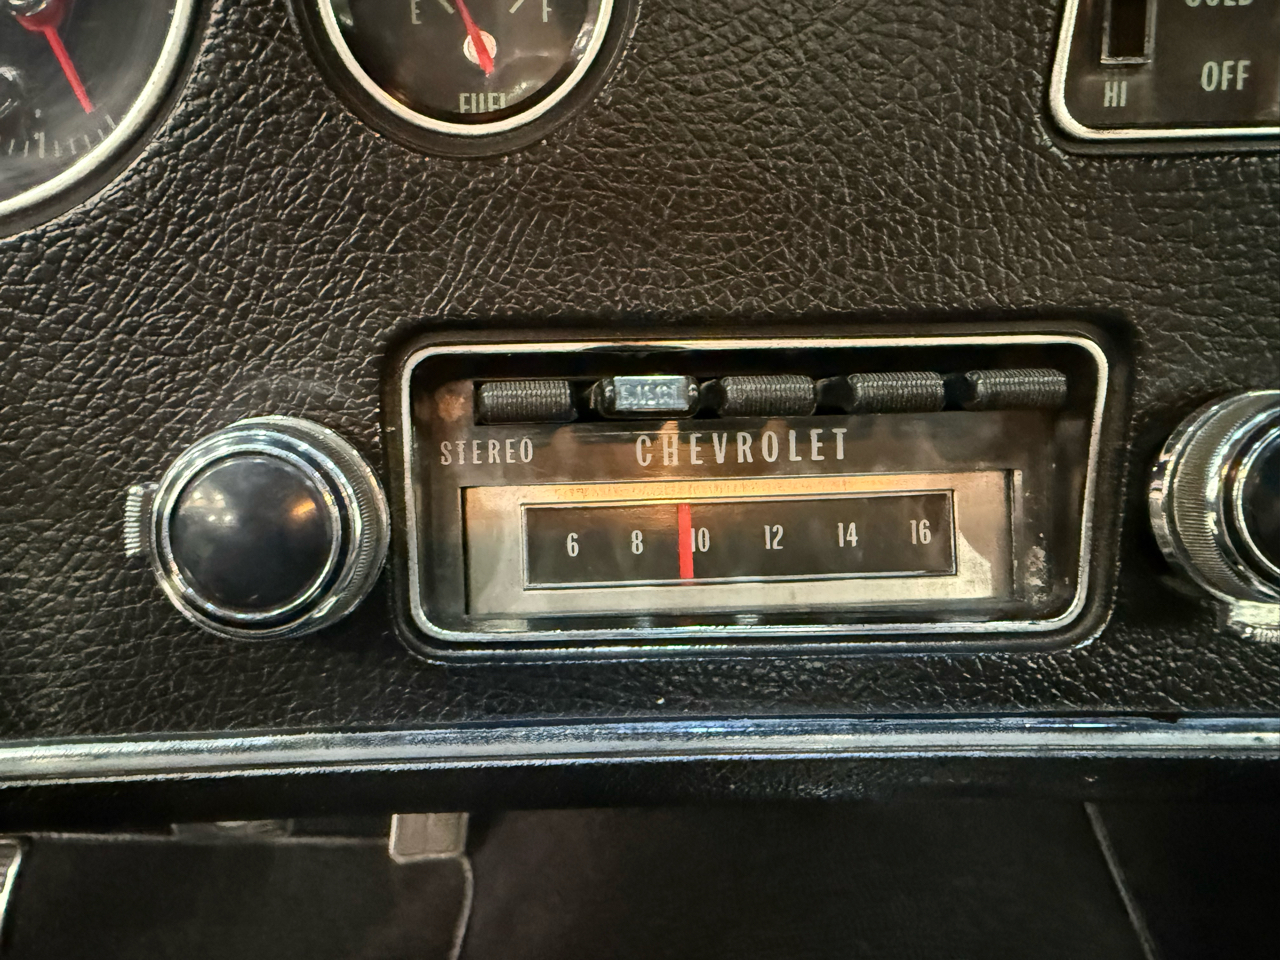 E F
FUEL
HI OFF
STEREO CHEVROLET
6 8 10 12 14 16